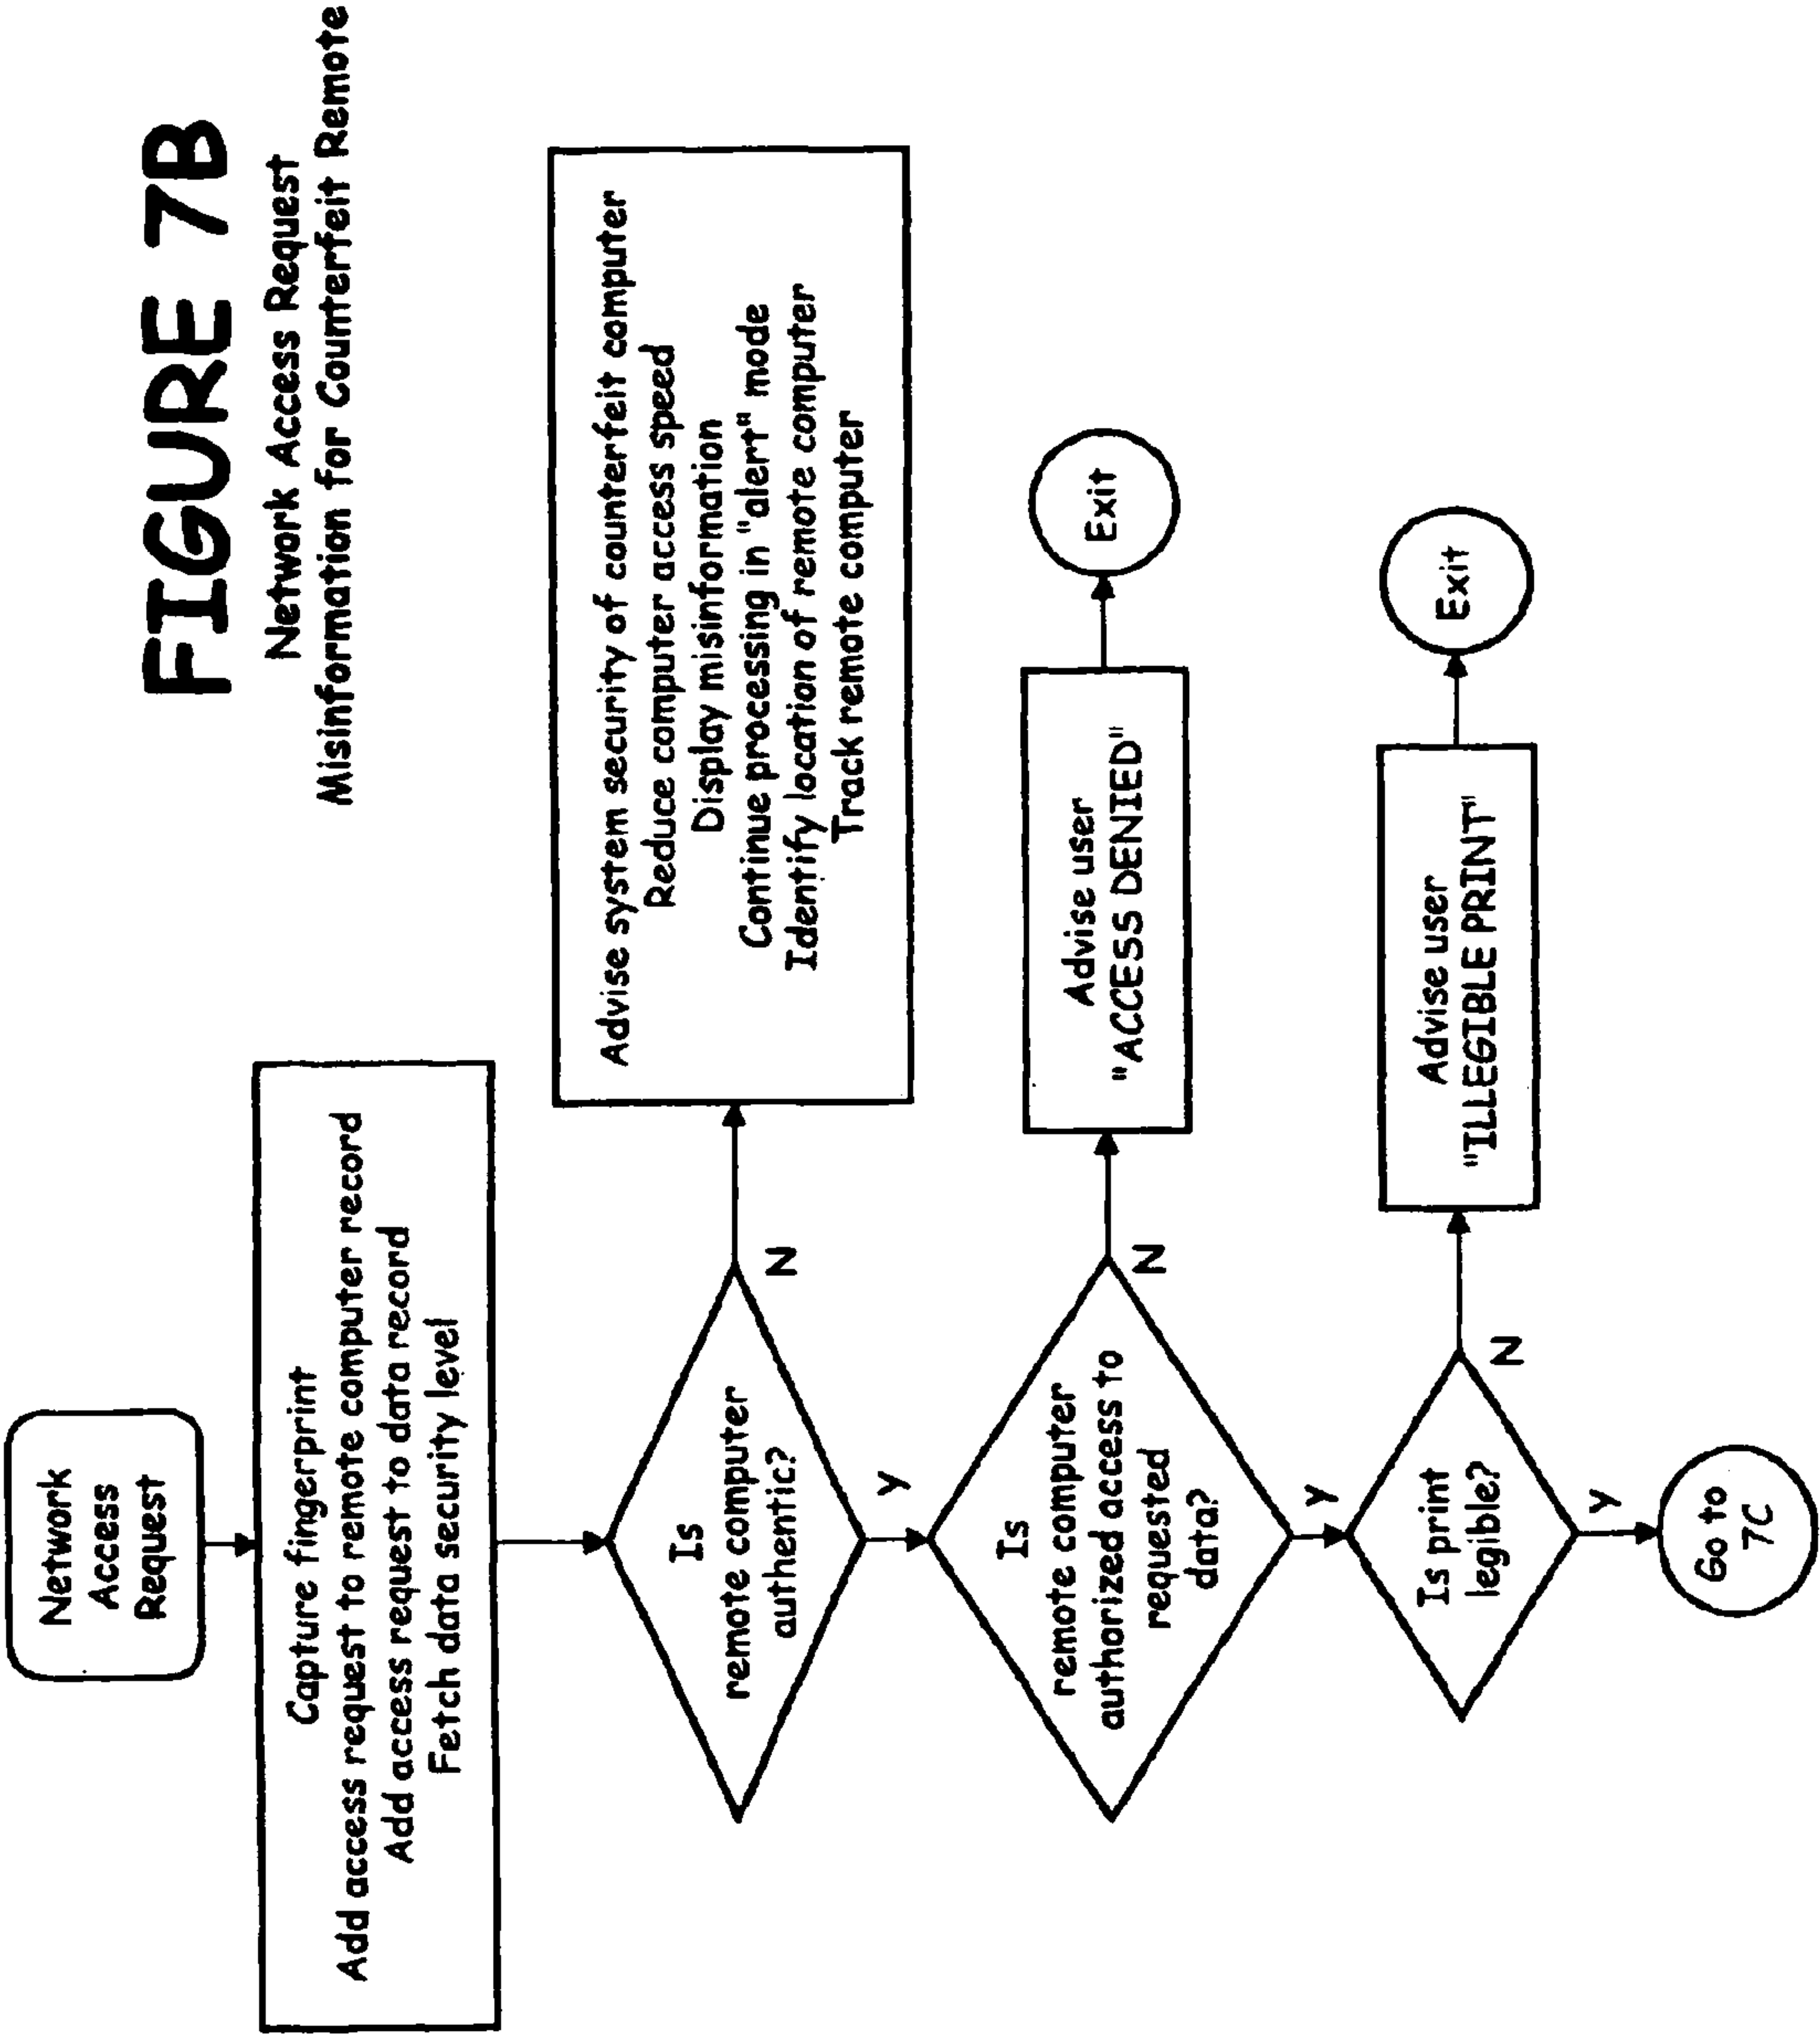 FIGURE 7B
Network Access Request
Misinformation for Counterfeit Remote
Network
Access
Request
Capture fingerprint
Add access request to remote computer record
Add access request to data record
Fetch data security level
Is
remote computer
authentic?
N
Advise system security of counterfeit computer
Reduce computer access speed
Display misinformation
Continue processing in "alert" mode
Identify location of remote computer
Track remote computer
Y
Is
remote computer
authorized access to
requested
data?
N
Advise user
"ACCESS DENIED"
Exit
Y
Is print
legible?
N
Advise user
"ILLEGIBLE PRINT"
Exit
Y
Go to
7C